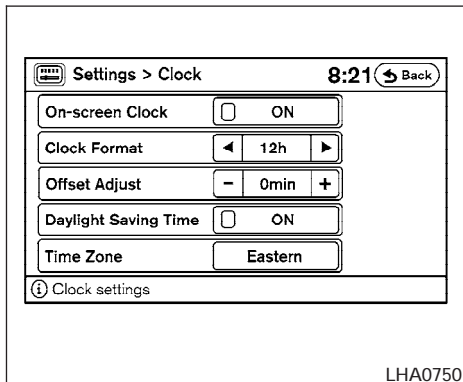 Settings > Clock 8:21 Back
On-screen Clock ON
Clock Format 12h
Offset Adjust - 0min +
Daylight Saving Time ON
Time Zone Eastern
i Clock settings
LHA0750